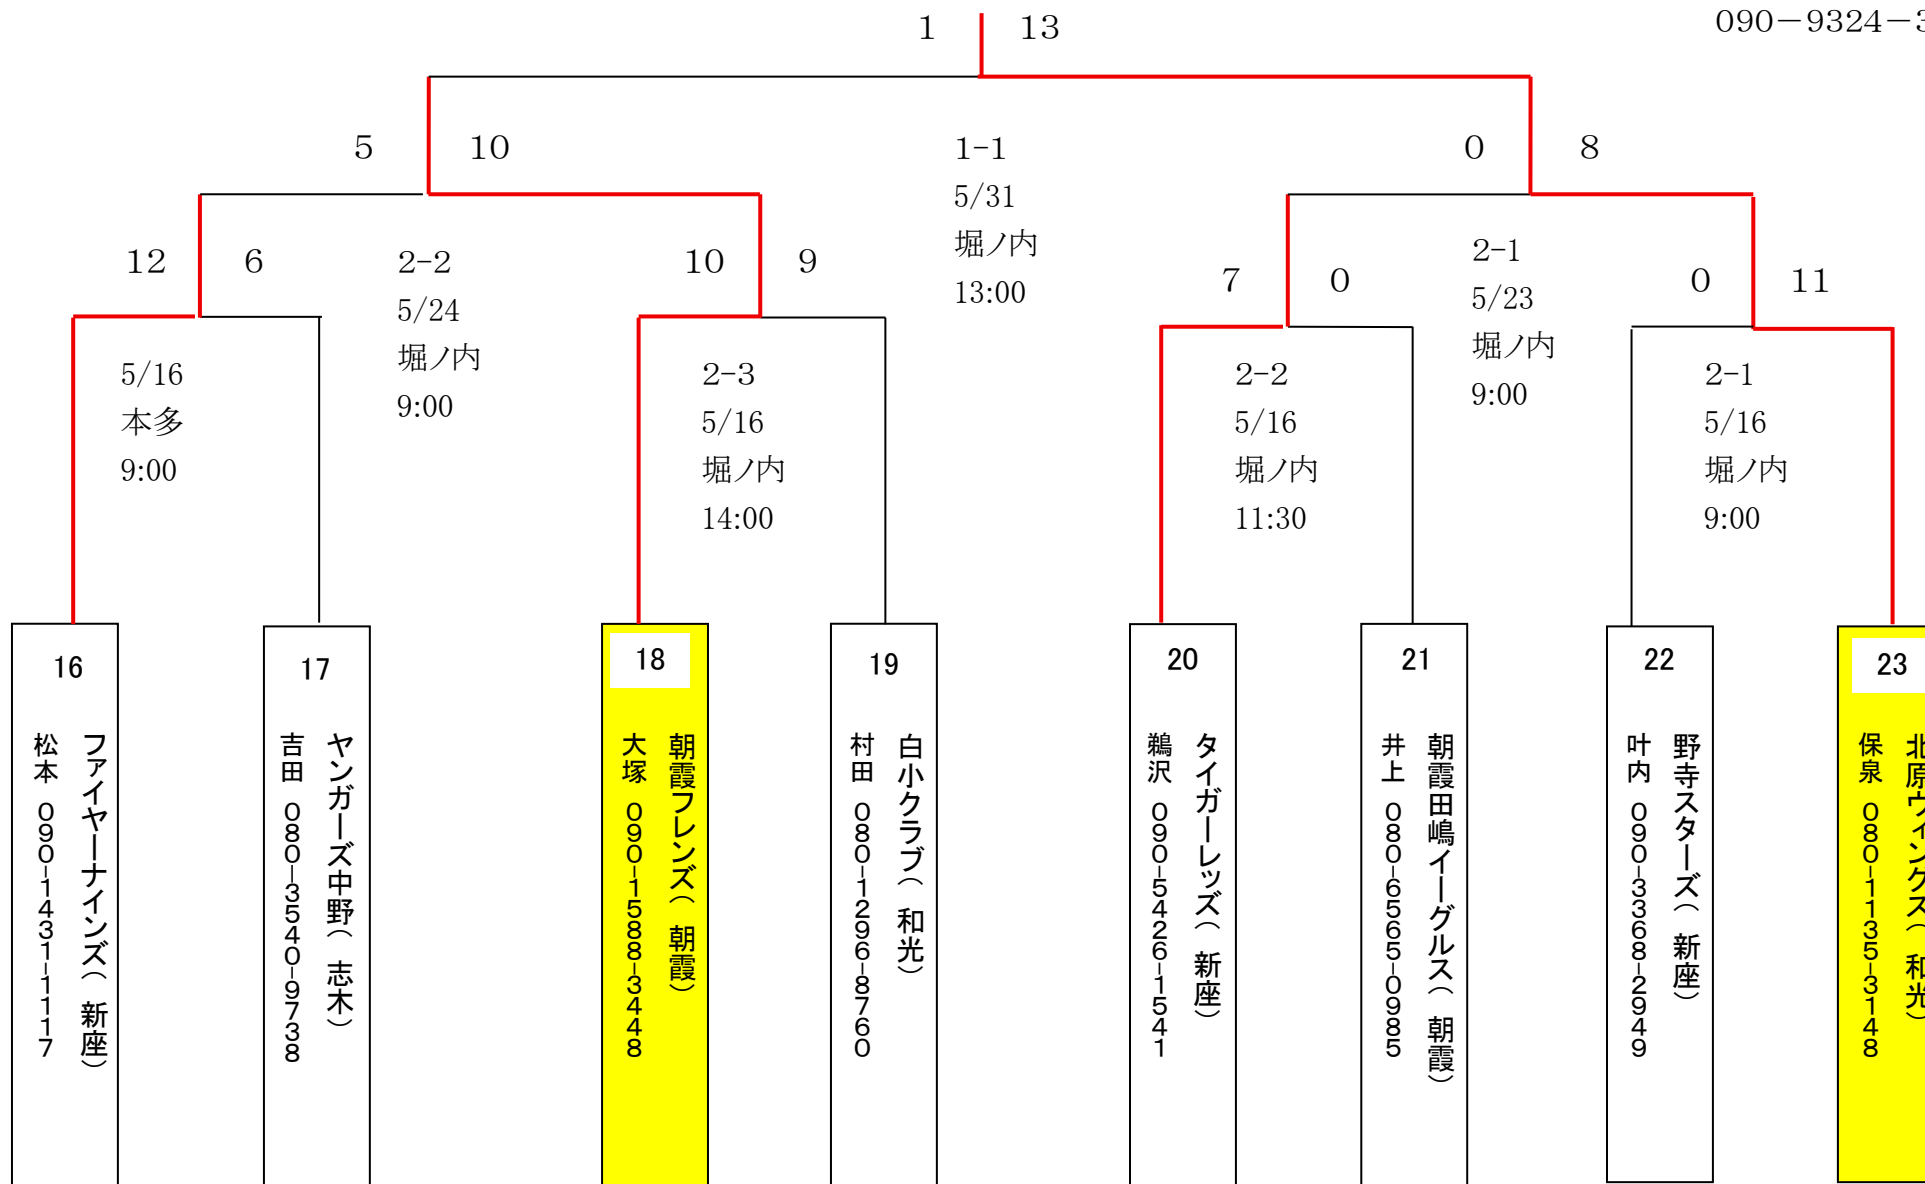 1 13
090-9324-3
5 10
1-1
5/31
堀ノ内
13:00
0 8
12 6
2-2
5/24
堀ノ内
9:00
10 9
7 0
2-1
5/23
堀ノ内
9:00
0 11
5/16
本多
9:00
2-3
5/16
堀ノ内
14:00
2-2
5/16
堀ノ内
11:30
2-1
5/16
堀ノ内
9:00
16
ファイヤーナインズ（ 新座）
松本 090-1431-1117
17
ヤンガーズ中野（ 志木）
吉田 080-3540-9738
18
朝霞フレンズ（ 朝霞）
大塚 090-1588-3448
19
白小クラブ（ 和光）
村田 080-1296-8760
20
タイガーレッズ（ 新座）
鵜沢 090-5426-1541
21
朝霞田嶋イーグルス（ 朝霞）
井上 080-6565-0985
22
野寺スターズ（ 新座）
叶内 090-3368-2949
23
北原ウィングス（ 和光）
保泉 080-1135-3148